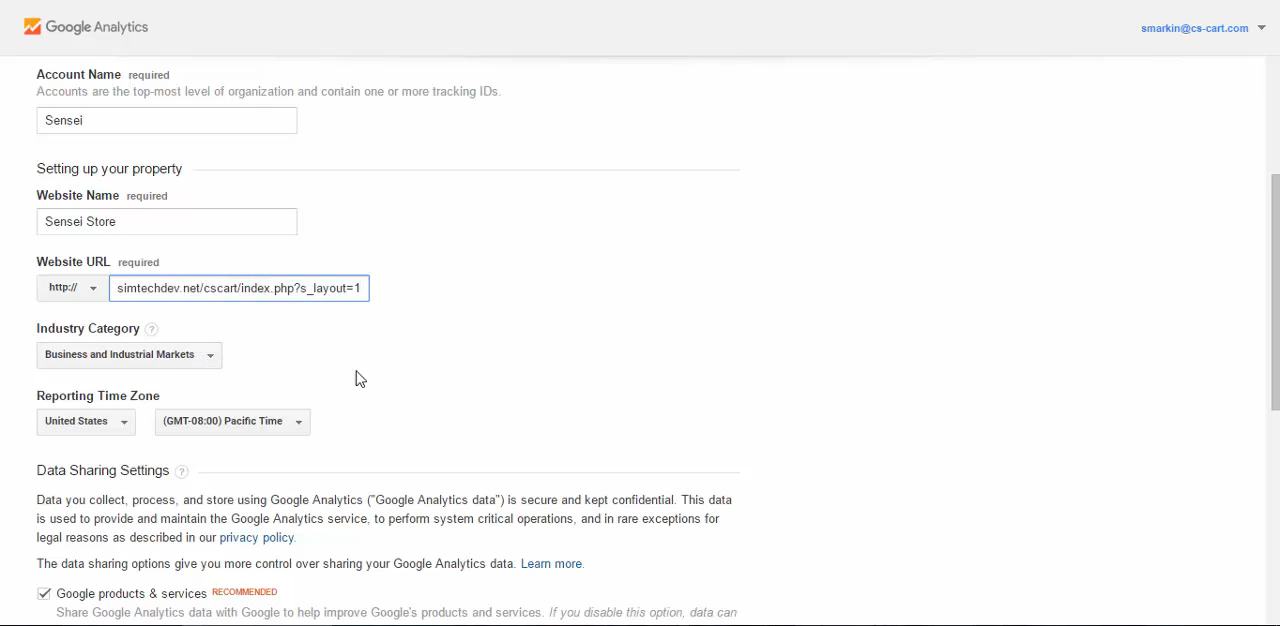 Google Analytics
smarkin@cs-cart.com
Account Name required
Accounts are the top-most level of organization and contain one or more tracking IDs.
Sensei
Setting up your property
Website Name required
Sensei Store
Website URL required
http:// simtechdev.net/cscart/index.php?s_layout=1
Industry Category ?
Business and Industrial Markets
Reporting Time Zone
United States (GMT-08:00) Pacific Time
Data Sharing Settings ?
Data you collect, process, and store using Google Analytics ("Google Analytics data") is secure and kept confidential. This data
is used to provide and maintain the Google Analytics service, to perform system critical operations, and in rare exceptions for
legal reasons as described in our privacy policy.
The data sharing options give you more control over sharing your Google Analytics data. Learn more.
Google products & services RECOMMENDED
Share Google Analytics data with Google to help improve Google's products and services. If you disable this option, data can